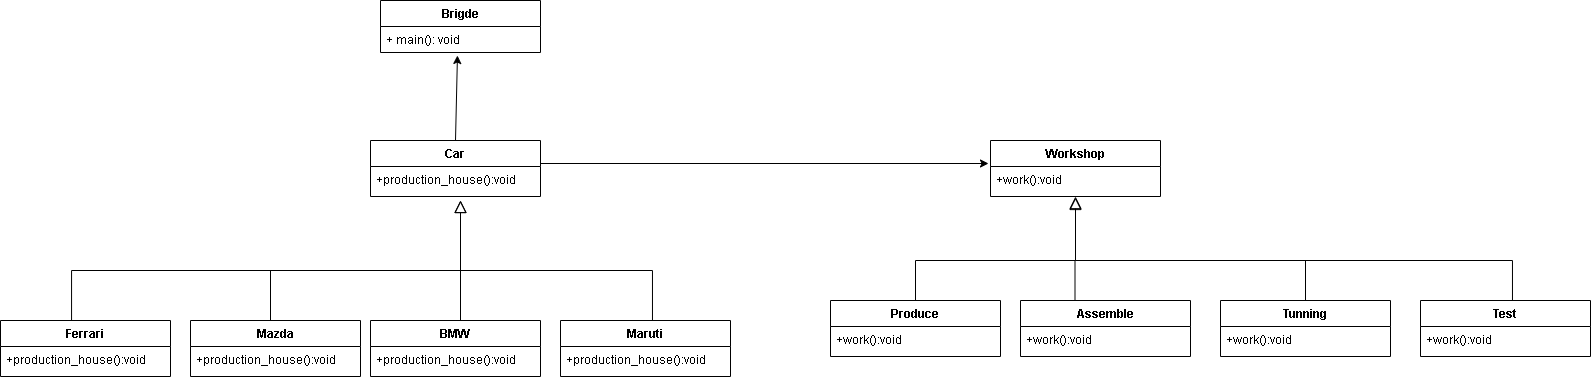 Brigde
+ main(): void
Car
+production_house():void
Workshop
+work():void
Ferrari
+production_house():void
Mazda
+production_house():void
BMW
+production_house():void
Maruti
+production_house():void
Produce
+work():void
Assemble
+work():void
Tunning
+work():void
Test
+work():void